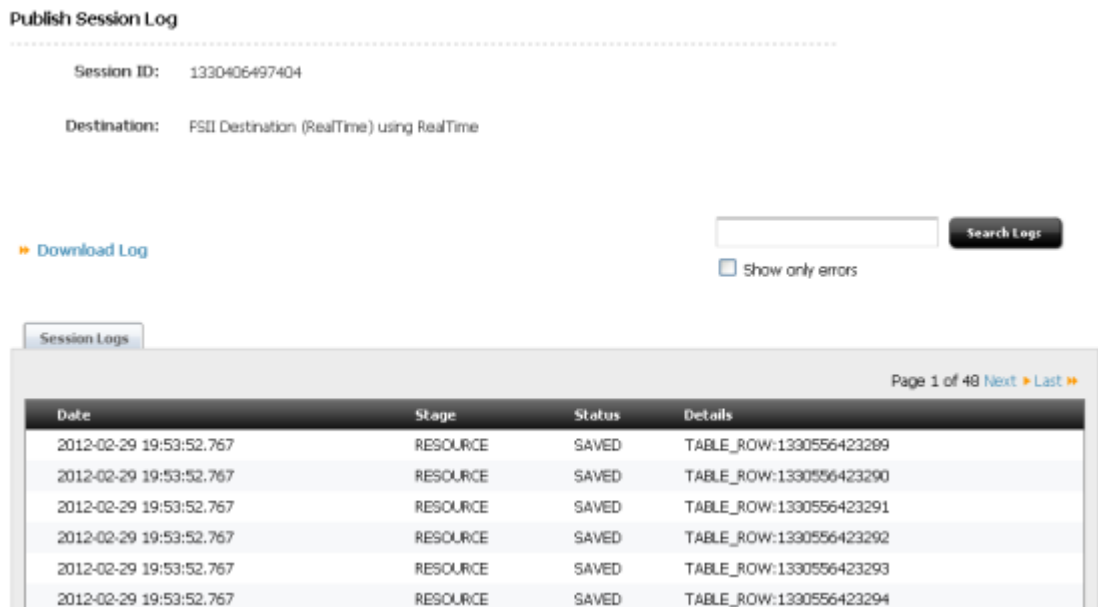 Publish Session Log
Session ID: 1330406497404
Destination: FSII Destination (RealTime) using RealTime
Search Logs
Download Log
Show only errors
Session Logs
Page 1 of 48 Next Last
Date Stage Status Details
2012-02-29 19:53:52.767 RESOURCE SAVED TABLE_ROW:1330556423289
2012-02-29 19:53:52.767 RESOURCE SAVED TABLE_ROW:1330556423290
2012-02-29 19:53:52.767 RESOURCE SAVED TABLE_ROW:1330556423291
2012-02-29 19:53:52.767 RESOURCE SAVED TABLE_ROW:1330556423292
2012-02-29 19:53:52.767 RESOURCE SAVED TABLE_ROW:1330556423293
2012-02-29 19:53:52.767 RESOURCE SAVED TABLE_ROW:1330556423294